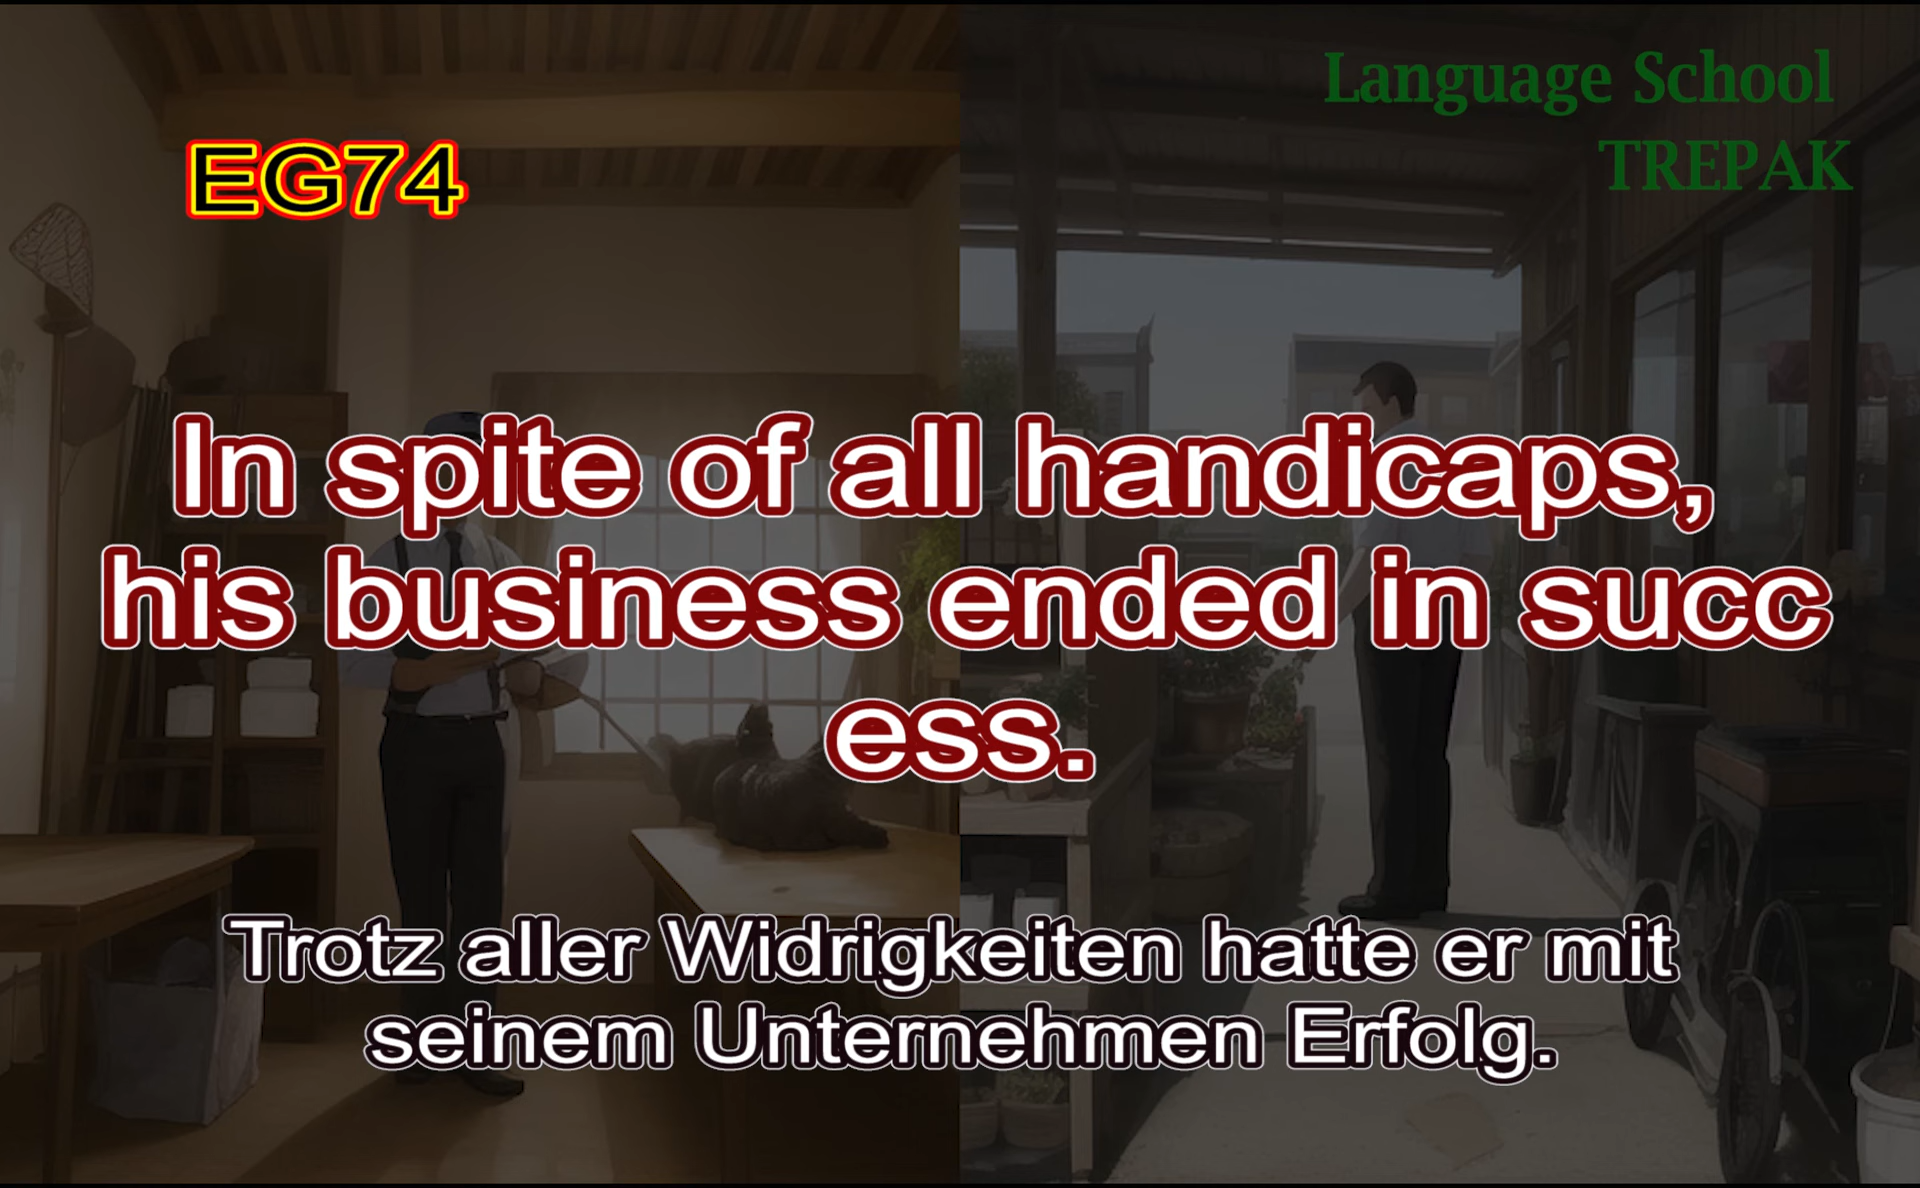 Language School
TREPAK
EG74
In spite of all handicaps,
his business ended in succ
ess.
Trotz aller Widrigkeiten hatte er mit
seinem Unternehmen Erfolg.